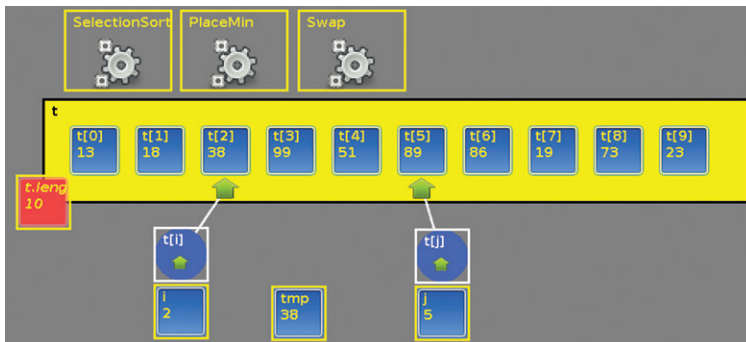 SelectionSort PlaceMin Swap
t
t[0] t[1] t[2] t[3] t[4] t[5] t[6] t[7] t[8] t[9]
13 18 38 99 51 89 86 19 73 23
t.leng
10
t[i] t[j]
i tmp j
2 38 5